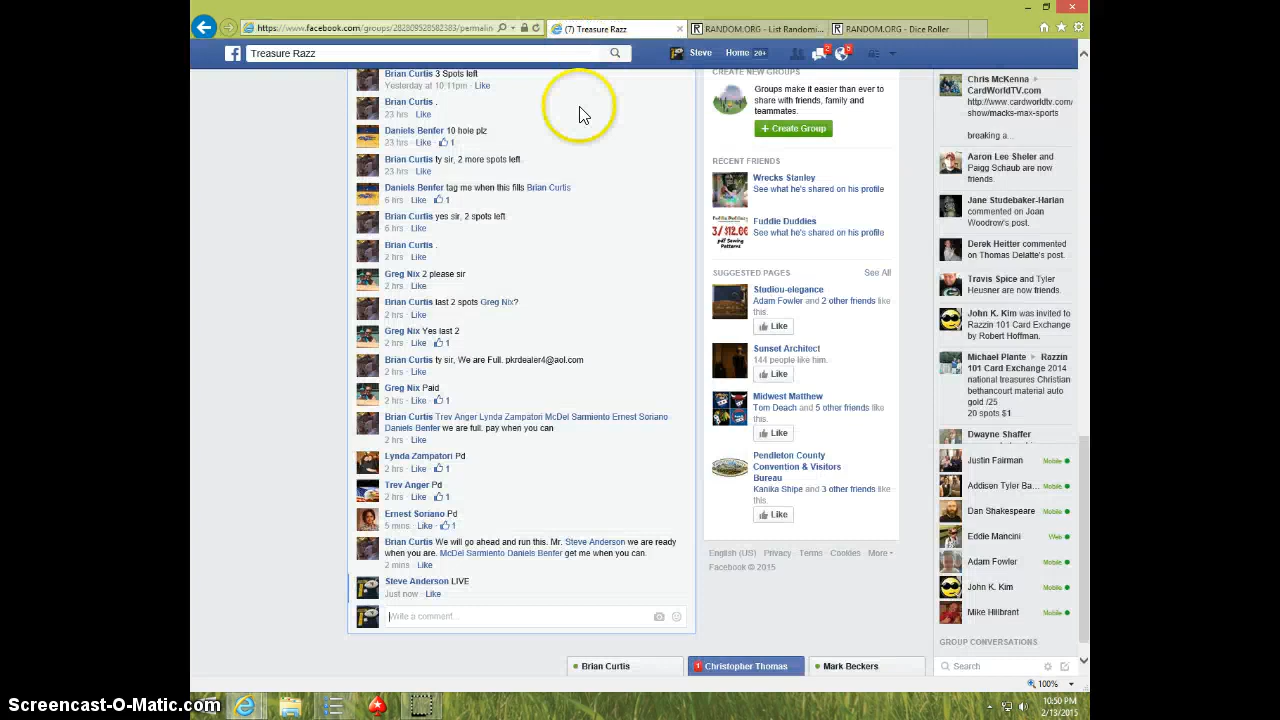 https://www.facebook.com/groups/282809528582383/permalin
(7) Treasure Razz
RANDOM.ORG - List Randomi...
RANDOM.ORG - Dice Roller
Treasure Razz
Steve
Home 20+
2
6
Brian Curtis 3 Spots left
Yesterday at 10:11pm · Like
Brian Curtis .
23 hrs · Like
Daniels Benfer 10 hole plz
23 hrs · Like · 1
Brian Curtis ty sir, 2 more spots left.
23 hrs · Like
Daniels Benfer tag me when this fills Brian Curtis
6 hrs · Like · 1
Brian Curtis yes sir, 2 spots left
6 hrs · Like
Brian Curtis .
2 hrs · Like
Greg Nix 2 please sir
2 hrs · Like
Brian Curtis last 2 spots Greg Nix?
2 hrs · Like
Greg Nix Yes last 2
2 hrs · Like · 1
Brian Curtis ty sir, We are Full. pkrdealer4@aol.com
2 hrs · Like
Greg Nix Paid
2 hrs · Like · 1
Brian Curtis Trev Anger Lynda Zampatori McDel Sarmiento Ernest Soriano
Daniels Benfer we are full. pay when you can
2 hrs · Like
Lynda Zampatori Pd
2 hrs · Like · 1
Trev Anger Pd
2 hrs · Like · 1
Ernest Soriano Pd
5 mins · Like · 1
Brian Curtis We will go ahead and run this. Mr. Steve Anderson we are ready
when you are. McDel Sarmiento Daniels Benfer get me when you can.
2 mins · Like
Steve Anderson LIVE
Just now · Like
Write a comment...
CREATE NEW GROUPS
Groups make it easier than ever to
share with friends, family and
teammates.
+ Create Group
RECENT FRIENDS
Wrecks Stanley
See what he's shared on his profile
Fuddie Duddies
See what he's shared on his profile
3/ $12.00
pdf Sewing
Patterns
SUGGESTED PAGES
See All
Studiou-elegance
Adam Fowler and 2 other friends like
this.
Like
Sunset Architect
144 people like him.
Like
Midwest Matthew
Tom Deach and 5 other friends like
this.
Like
Pendleton County
Convention & Visitors
Bureau
Kanika Shipe and 3 other friends like
this.
Like
English (US) · Privacy · Terms · Cookies · More
Facebook © 2015
Chris McKenna
CardWorldTV.com
http://www.cardworldtv.com/
show/macks-max-sports
breaking a...
Aaron Lee Sheler and
Paigg Schaub are now
friends.
Jane Studebaker-Harlan
commented on Joan
Woodrow's post.
Derek Heitter commented
on Thomas Delatte's post.
Travis Spice and Tyler
Heusner are now friends.
John K. Kim was invited to
Razzin 101 Card Exchange
by Robert Hoffman.
Michael Plante Razzin
101 Card Exchange 2014
national treasures Christian
bethancourt material auto
gold /25
20 spots $1
Dwayne Shaffer
Justin Fairman Mobile
Addisen Tyler Ba... Mobile
Dan Shakespeare Mobile
Eddie Mancini Web
Adam Fowler Mobile
John K. Kim Mobile
Mike Hillbrant Mobile
GROUP CONVERSATIONS
Search
Brian Curtis
1 Christopher Thomas
Mark Beckers
100%
10:50 PM
2/13/2015
Screencast-O-Matic.com